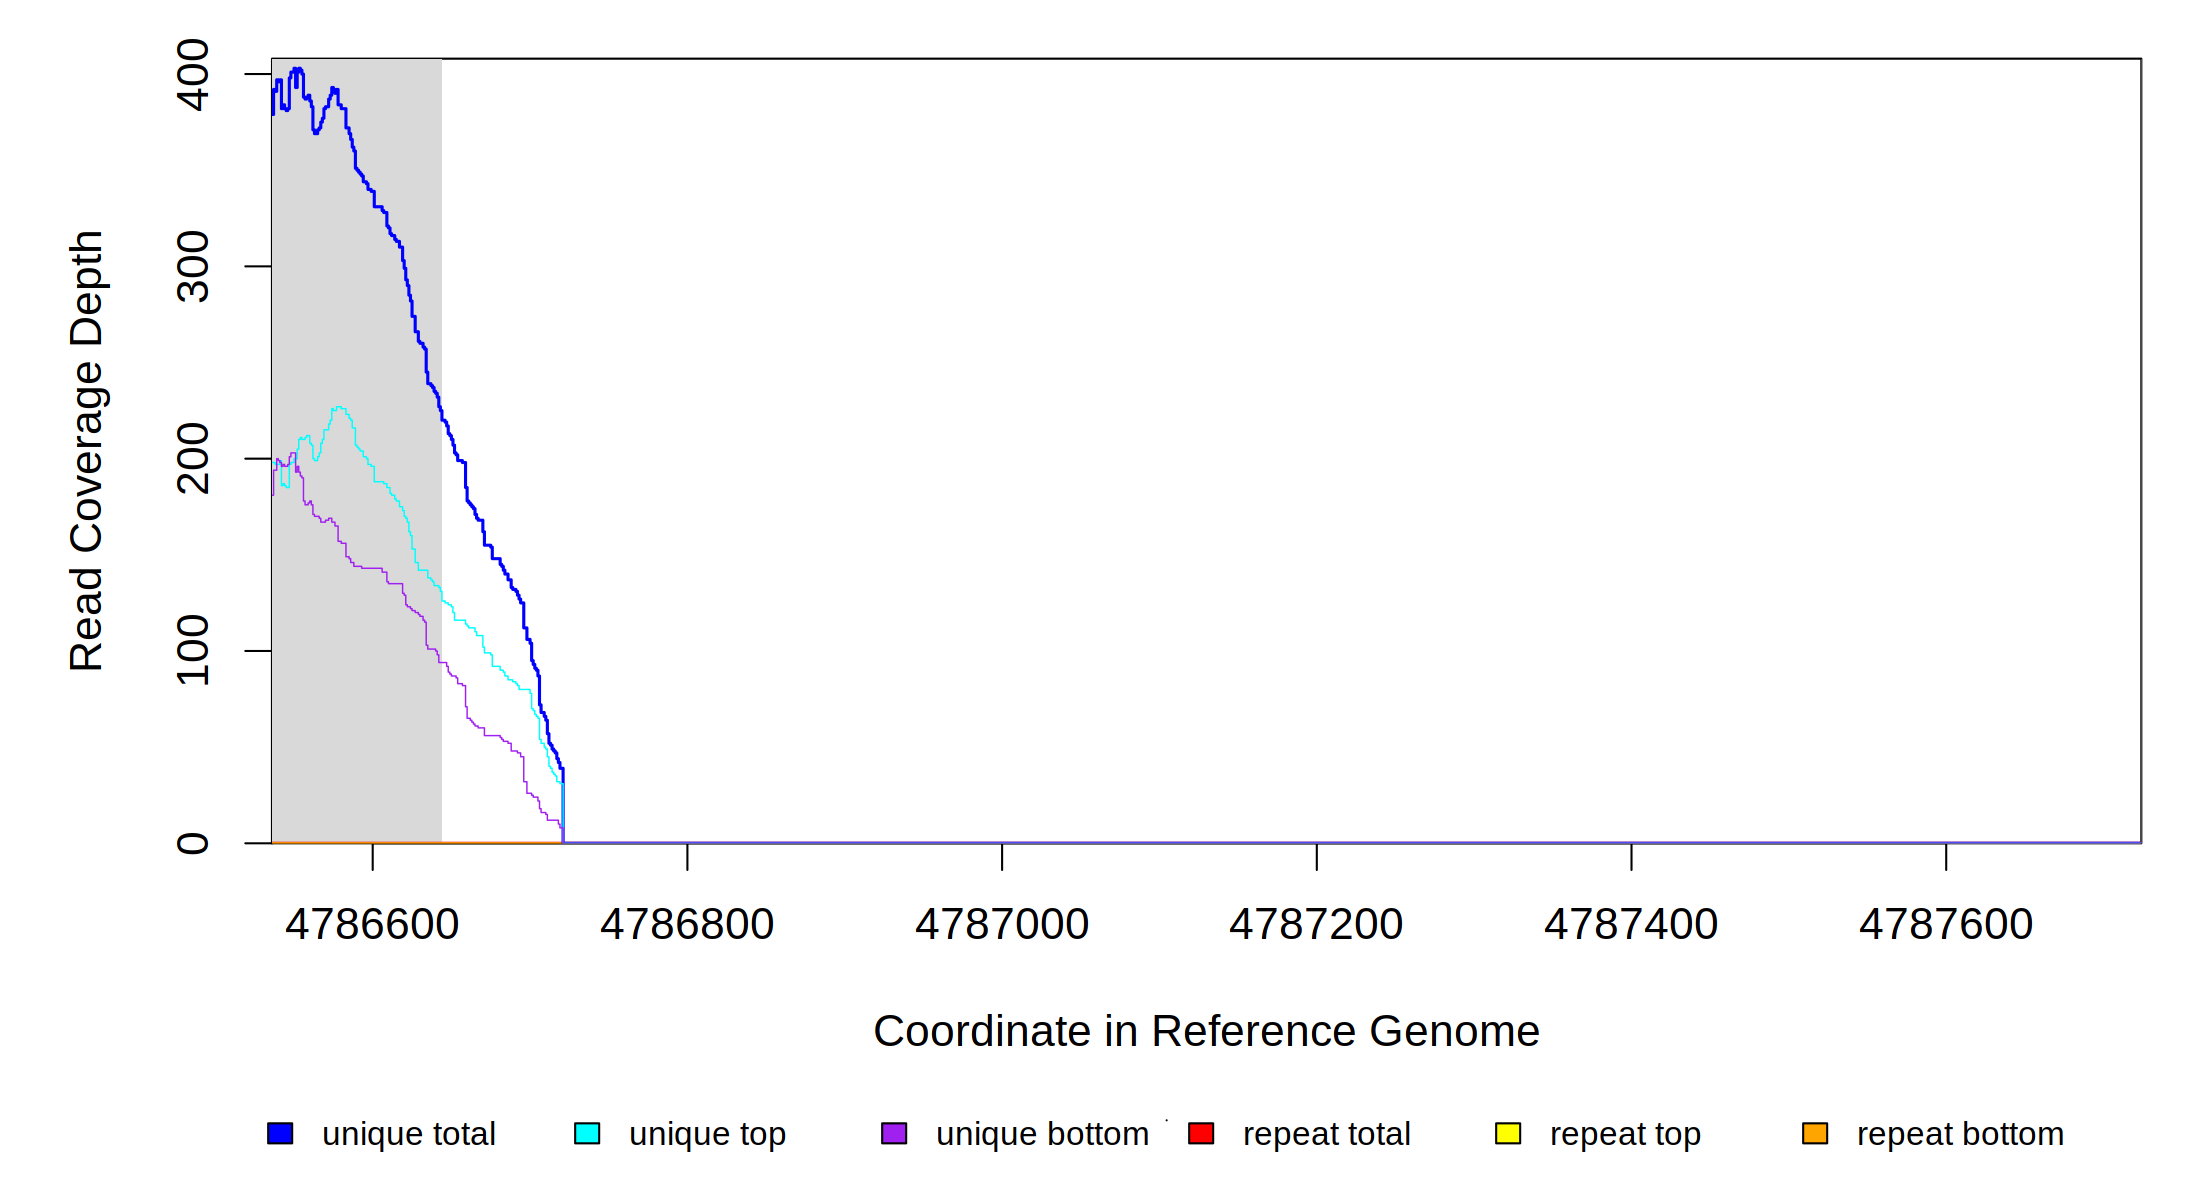 400
300
200
100
0
Read Coverage Depth
4786600 4786800 4787000 4787200 4787400 4787600
Coordinate in Reference Genome
unique total unique top unique bottom repeat total repeat top repeat bottom